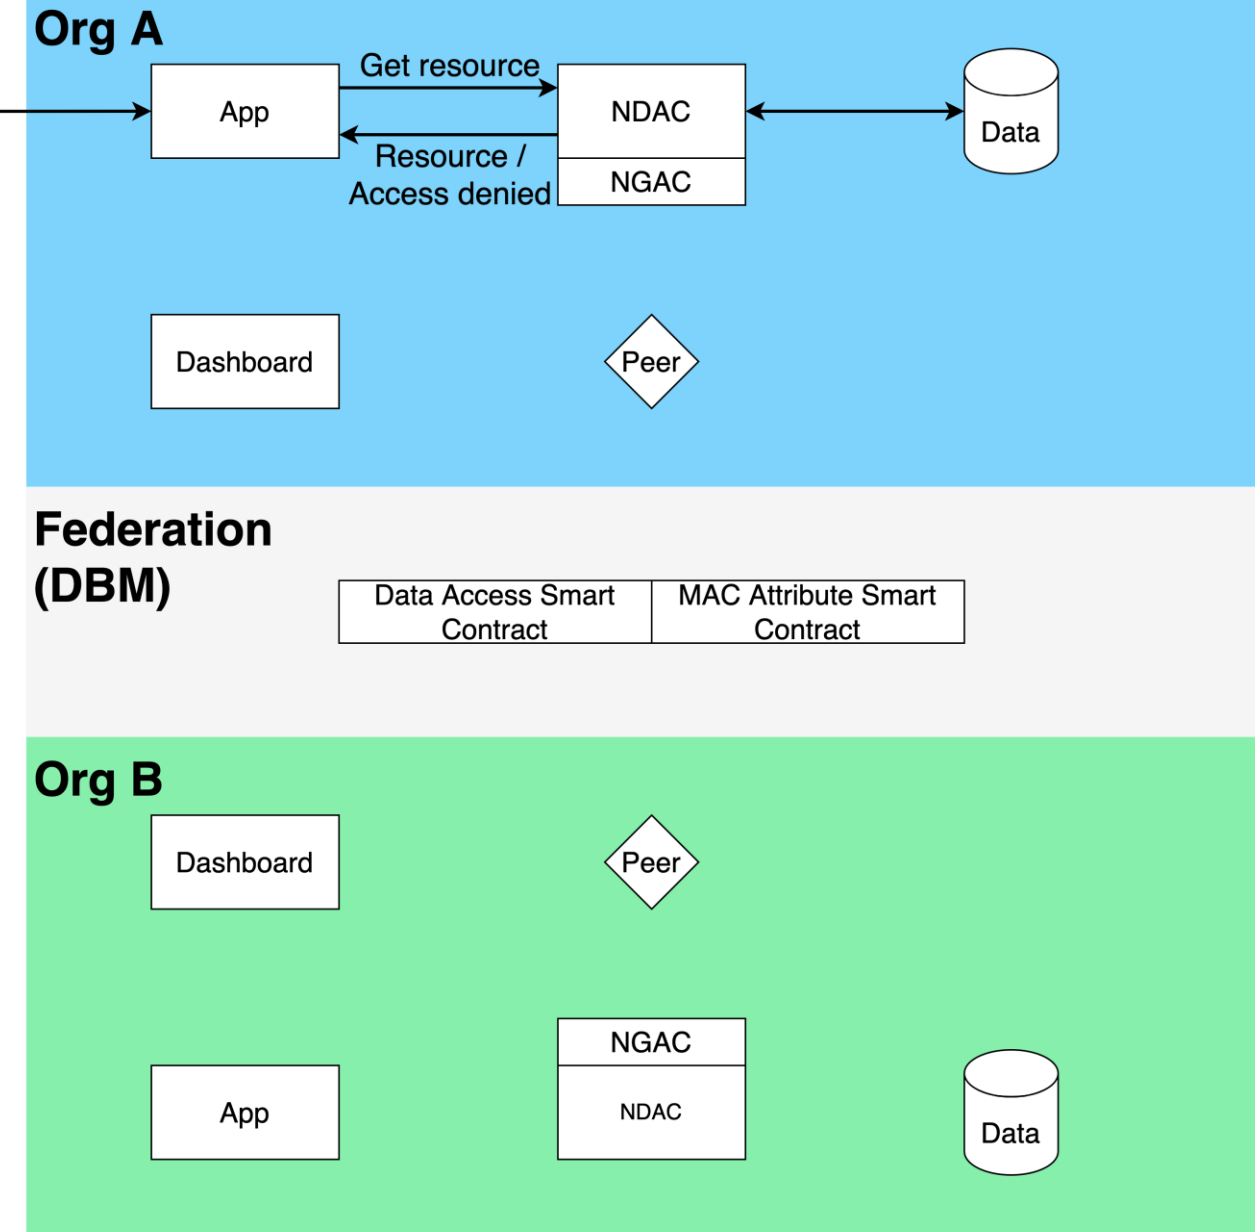 Org A
App
Get resource
Resource /
Access denied
NDAC
NGAC
Data
Dashboard
Peer
Federation
(DBM)
Data Access Smart
Contract
MAC Attribute Smart
Contract
Org B
Dashboard
Peer
App
NGAC
NDAC
Data